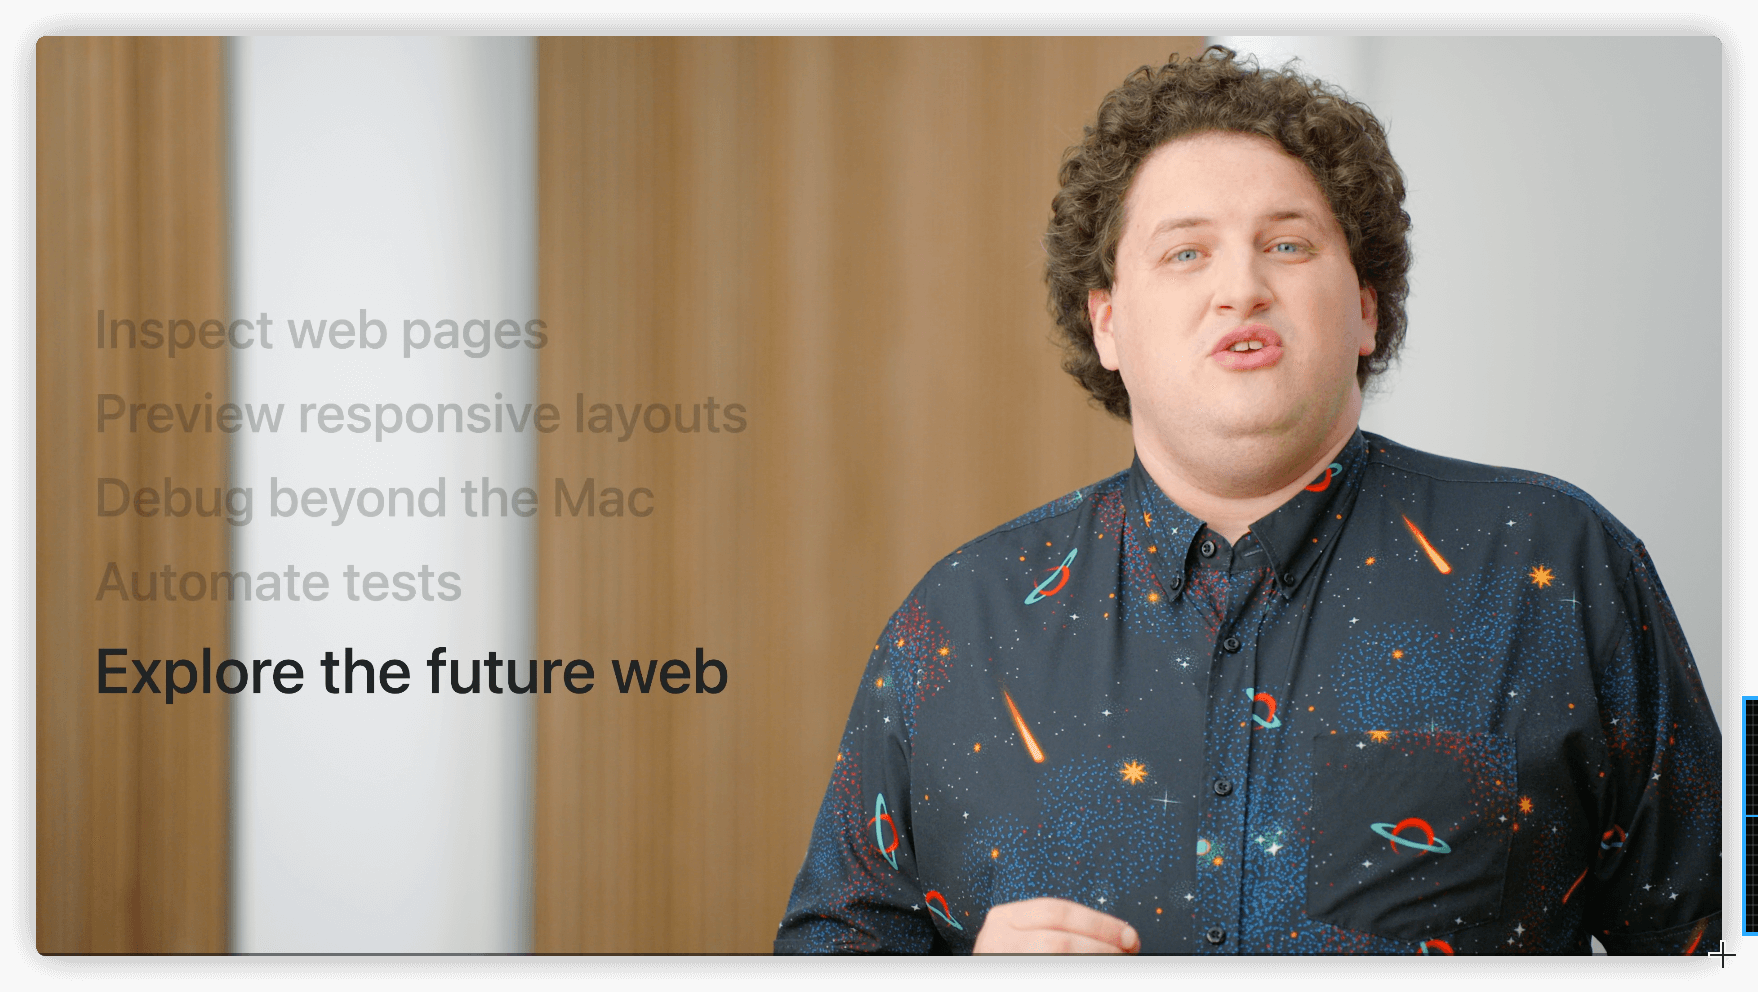 Inspect web pages
Preview responsive layouts
Debug beyond the Mac
Automate tests
Explore the future web